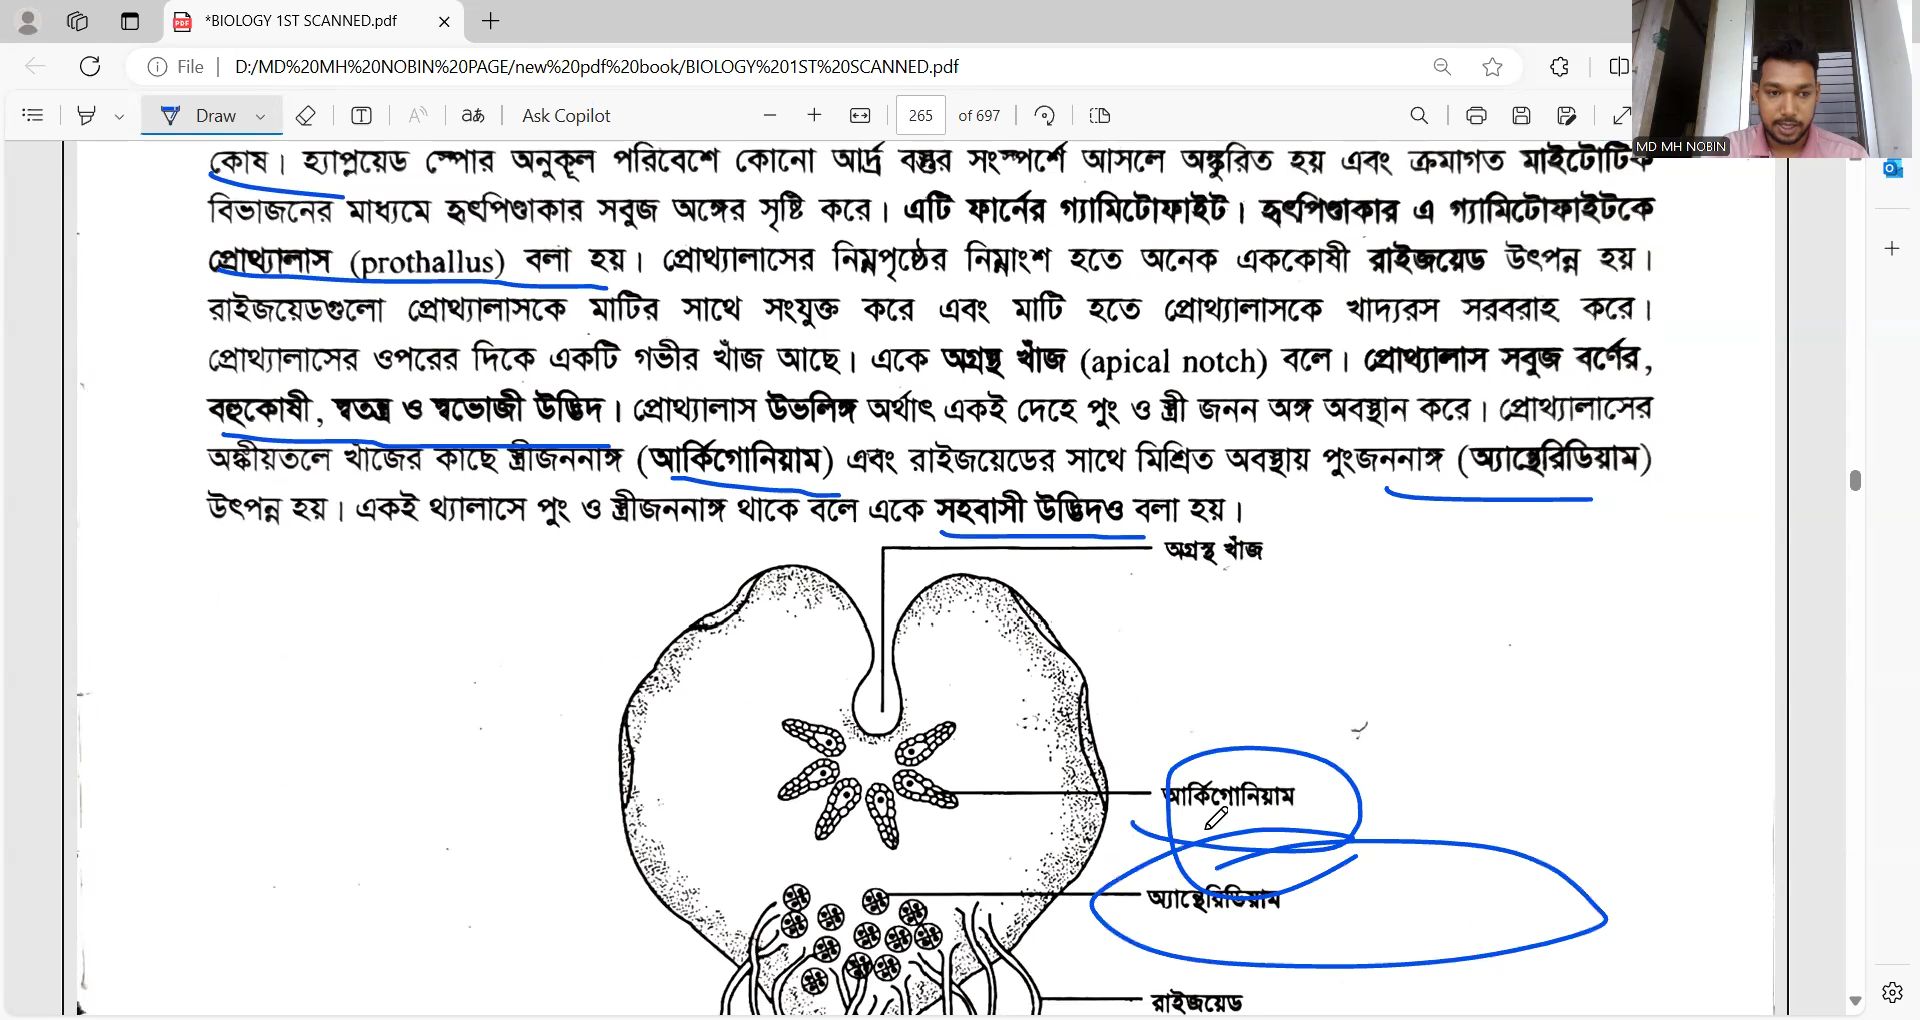 *BIOLOGY 1ST SCANNED.pdf
File
D:/MD%20MH%20NOBIN%20PAGE/new%20pdf%20book/BIOLOGY%201ST%20SCANNED.pdf
Draw
Ask Copilot
265 of 697
MD MH NOBIN
কোষ। হ্যাপ্লয়েড স্পোর অনুকূল পরিবেশে কোনো আর্দ্র বস্তুর সংস্পর্শে আসলে অঙ্কুরিত হয় এবং ক্রমাগত মাইটোটিক
বিভাজনের মাধ্যমে হৃৎপিণ্ডাকার সবুজ অঙ্গের সৃষ্টি করে। এটি ফার্নের গ্যামিটোফাইট। হৃৎপিণ্ডাকার এ গ্যামিটোফাইটকে
প্রোথ্যালাস (prothallus) বলা হয়। প্রোথ্যালাসের নিম্নপৃষ্ঠের নিম্নাংশ হতে অনেক এককোষী রাইজয়েড উৎপন্ন হয়।
রাইজয়েডগুলো প্রোথ্যালাসকে মাটির সাথে সংযুক্ত করে এবং মাটি হতে প্রোথ্যালাসকে খাদ্যরস সরবরাহ করে।
প্রোথ্যালাসের ওপরের দিকে একটি গভীর খাঁজ আছে। একে অগ্রস্থ খাঁজ (apical notch) বলে। প্রোথ্যালাস সবুজ বর্ণের,
বহুকোষী, স্বতন্ত্র ও স্বভোজী উদ্ভিদ। প্রোথ্যালাস উভলিঙ্গ অর্থাৎ একই দেহে পুং ও স্ত্রী জনন অঙ্গ অবস্থান করে। প্রোথ্যালাসের
অঙ্কীয়তলে খাঁজের কাছে স্ত্রীজননাঙ্গ (আর্কিগোনিয়াম) এবং রাইজয়েডের সাথে মিশ্রিত অবস্থায় পুংজননাঙ্গ (অ্যান্থেরিডিয়াম)
উৎপন্ন হয়। একই থ্যালাসে পুং ও স্ত্রীজননাঙ্গ থাকে বলে একে সহবাসী উদ্ভিদও বলা হয়।
অগ্রস্থ খাঁজ
আর্কিগোনিয়াম
অ্যান্থেরিডিয়াম
রাইজয়েড